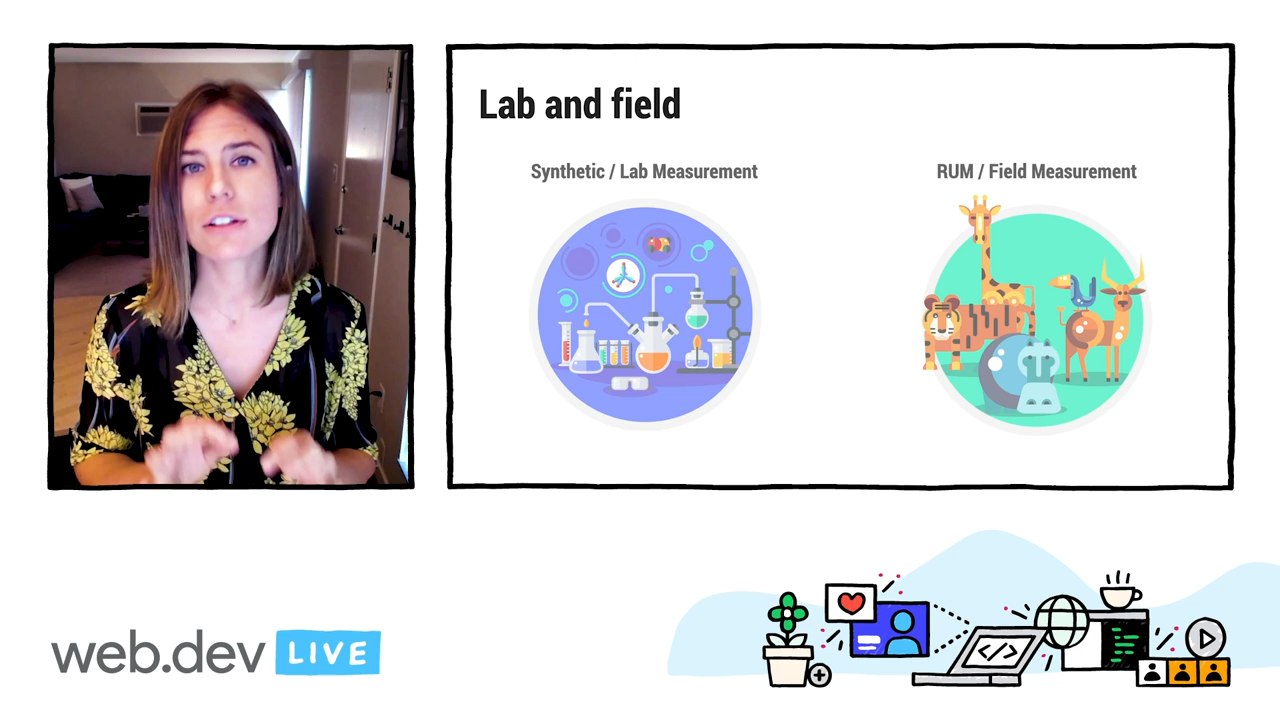 Lab and field
Synthetic / Lab Measurement
RUM / Field Measurement
web.dev LIVE
</>